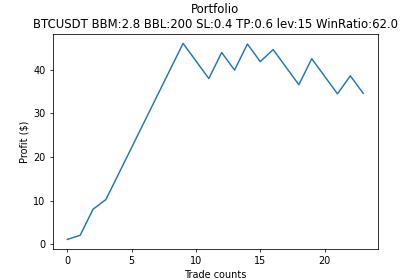 Portfolio
BTCUSDT BBM:2.8 BBL:200 SL:0.4 TP:0.6 lev:15 WinRatio:62.0
Profit ($)
40
30
20
10
0
0 5 10 15 20
Trade counts